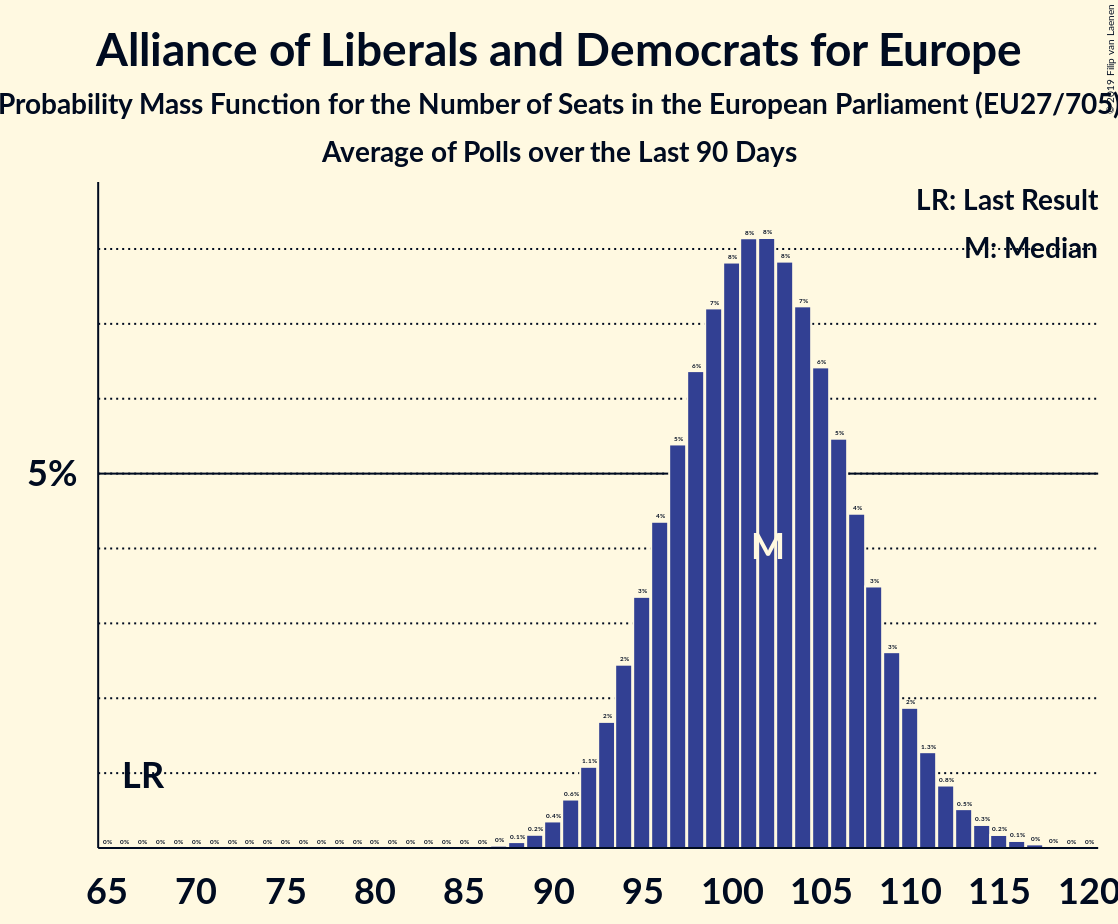 Alliance of Liberals and Democrats for Europe
Probability Mass Function for the Number of Seats in the European Parliament (EU27/705)
Average of Polls over the Last 90 Days
© 2019 Filip van Laenen
LR: Last Result
M: Median
5%
LR
M
0% 0% 0% 0% 0% 0% 0% 0% 0% 0% 0% 0% 0% 0% 0% 0% 0% 0% 0% 0% 0% 0% 0% 0.1% 0.2% 0.4% 0.6% 1.1% 2% 2% 3% 4% 5% 6% 7% 8% 8% 8% 8% 7% 6% 5% 4% 3% 3% 2% 1.3% 0.8% 0.5% 0.3% 0.2% 0.1% 0% 0% 0% 0%
65 70 75 80 85 90 95 100 105 110 115 120